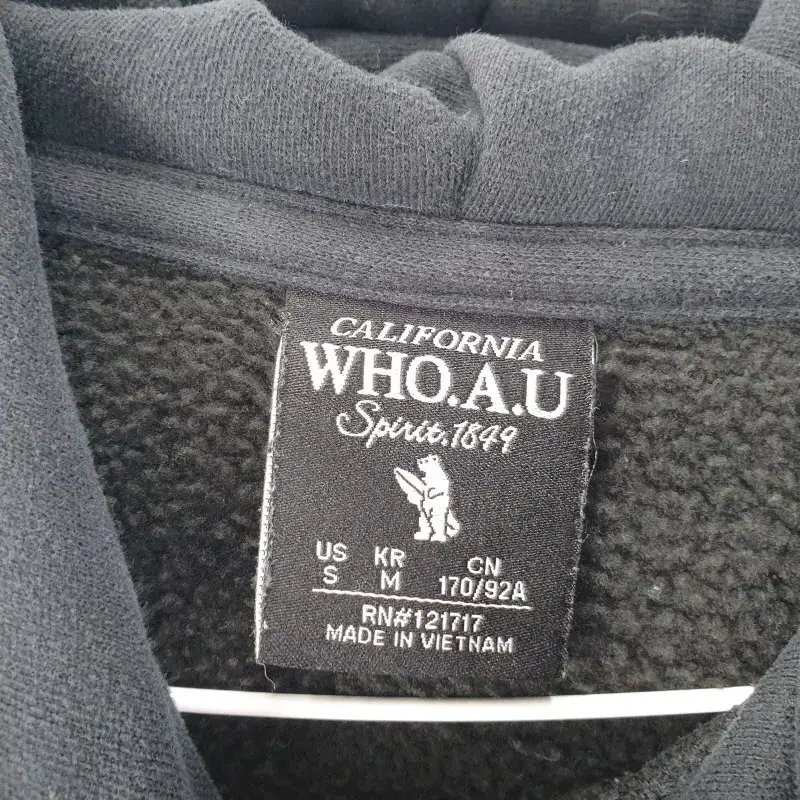 CALIFORNIA
WHO.A.U
Spirit.1849
US KR CN
S M 170/92A
RN#121717
MADE IN VIETNAM